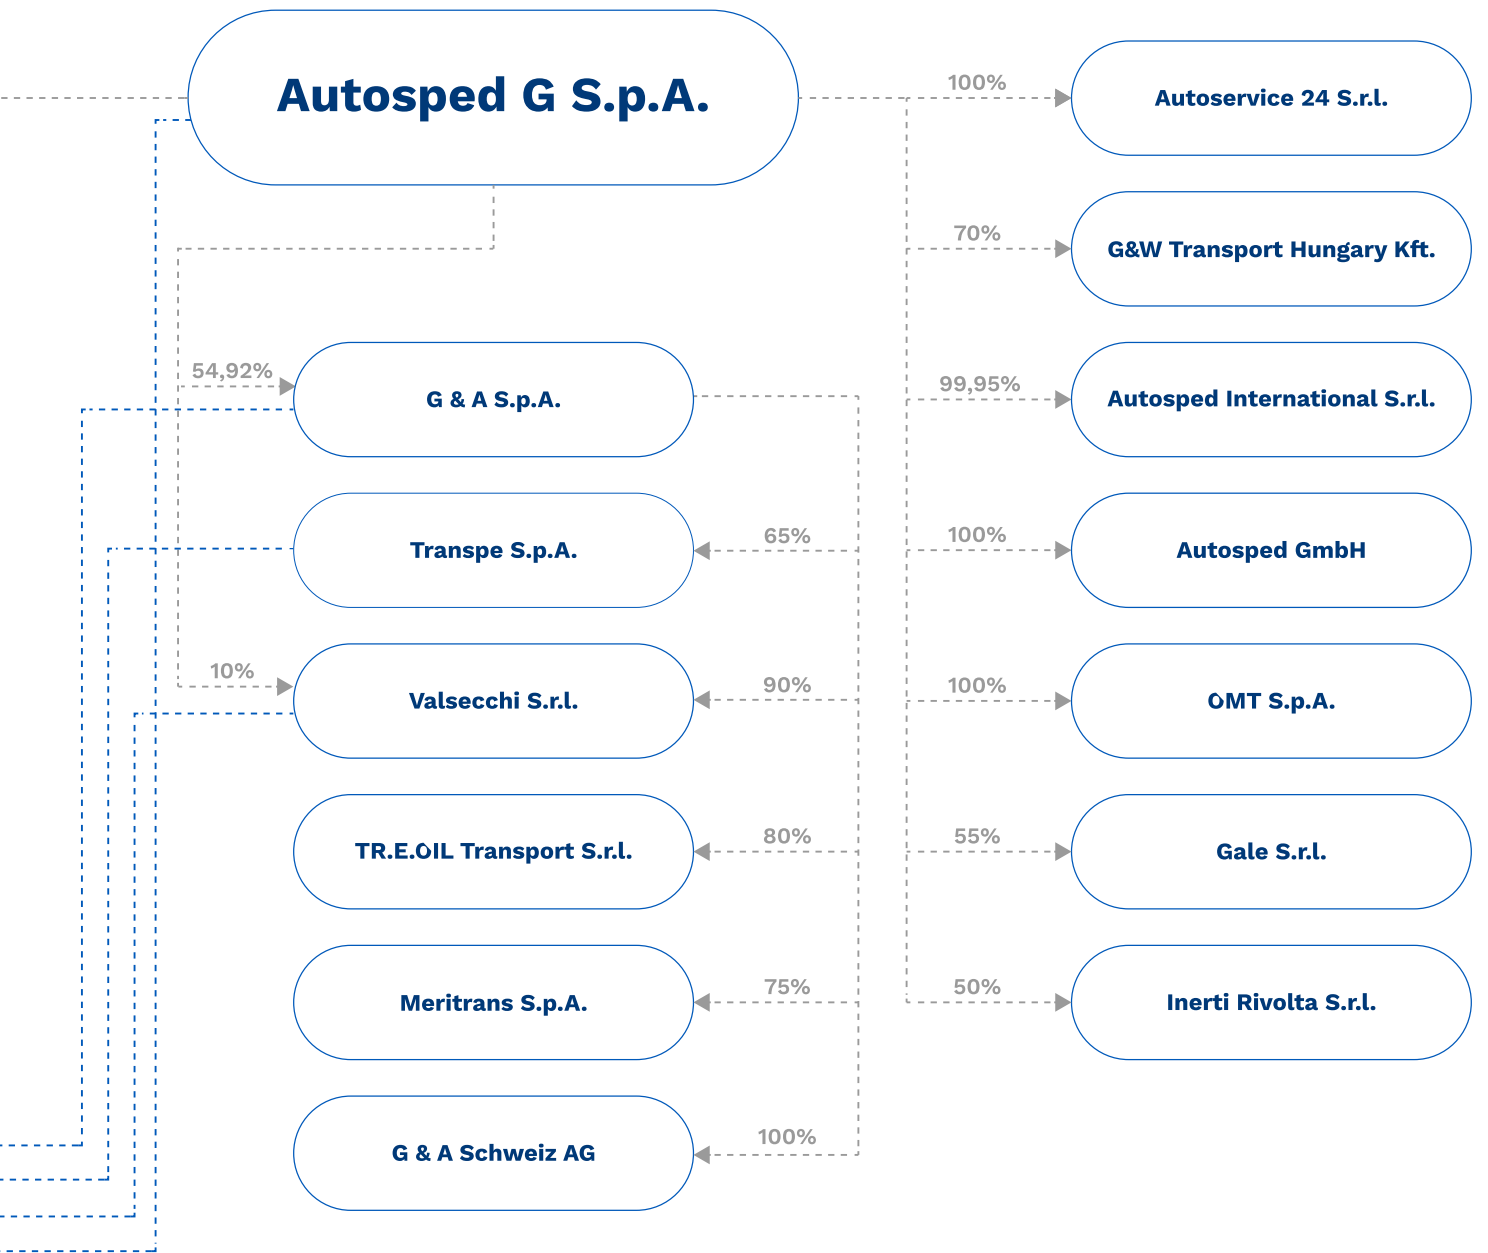 Autosped G S.p.A.
100%
Autoservice 24 S.r.l.
70%
G&W Transport Hungary Kft.
54,92%
G & A S.p.A.
99,95%
Autosped International S.r.l.
Transpe S.p.A.
65%
100%
Autosped GmbH
10%
Valsecchi S.r.l.
90%
100%
OMT S.p.A.
TR.E.OIL Transport S.r.l.
80%
55%
Gale S.r.l.
Meritrans S.p.A.
75%
50%
Inerti Rivolta S.r.l.
G & A Schweiz AG
100%